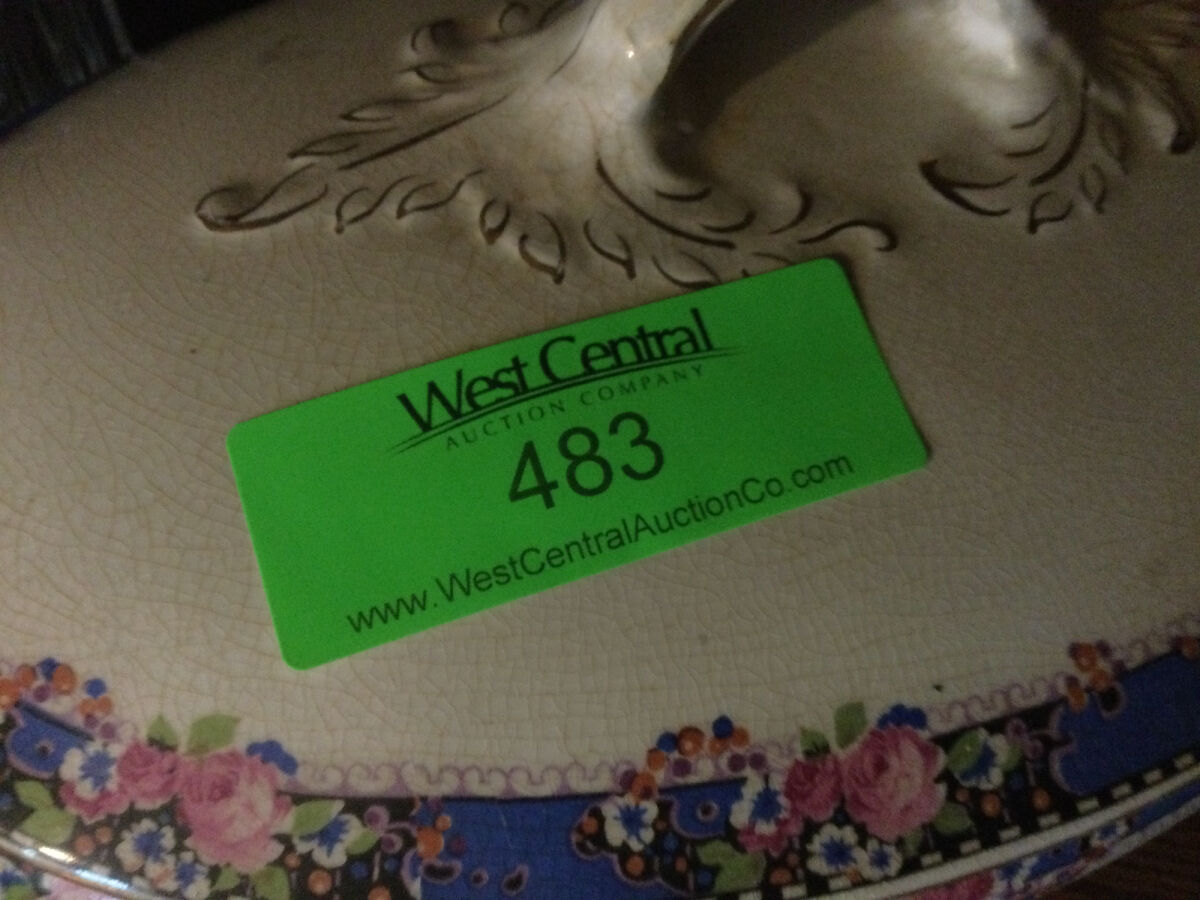 West Central
AUCTION COMPANY
483
www.WestCentralAuctionCo.com